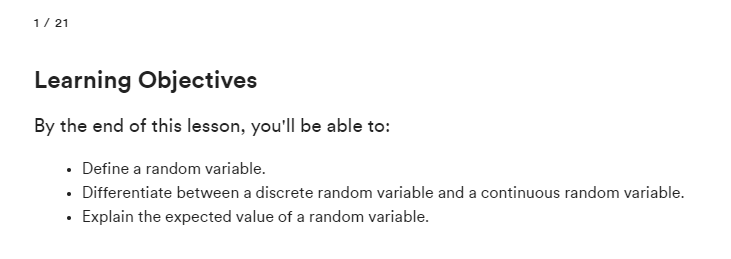 1 / 21
Learning Objectives
By the end of this lesson, you'll be able to:
• Define a random variable.
• Differentiate between a discrete random variable and a continuous random variable.
• Explain the expected value of a random variable.